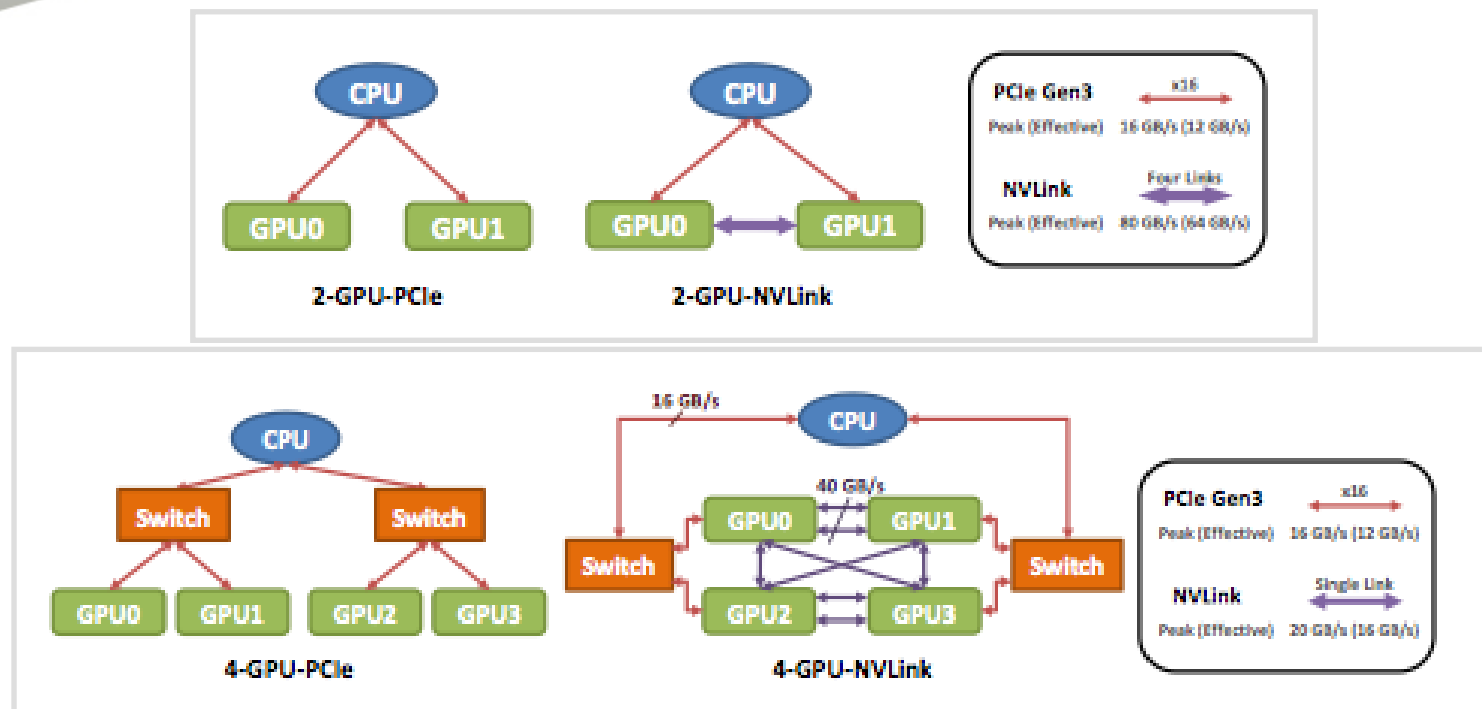 CPU
GPU0
GPU1
2-GPU-PCIe
CPU
GPU0
GPU1
2-GPU-NVLink
PCIe Gen3 x16
Peak (Effective) 16 GB/s (12 GB/s)
Four Links
NVLink
Peak (Effective) 80 GB/s (64 GB/s)
CPU
Switch
Switch
GPU0
GPU1
GPU2
GPU3
4-GPU-PCIe
16 GB/s
CPU
40 GB/s
GPU0
GPU1
Switch
Switch
GPU2
GPU3
4-GPU-NVLink
PCIe Gen3 x16
Peak (Effective) 16 GB/s (12 GB/s)
Single Link
NVLink
Peak (Effective) 20 GB/s (16 GB/s)